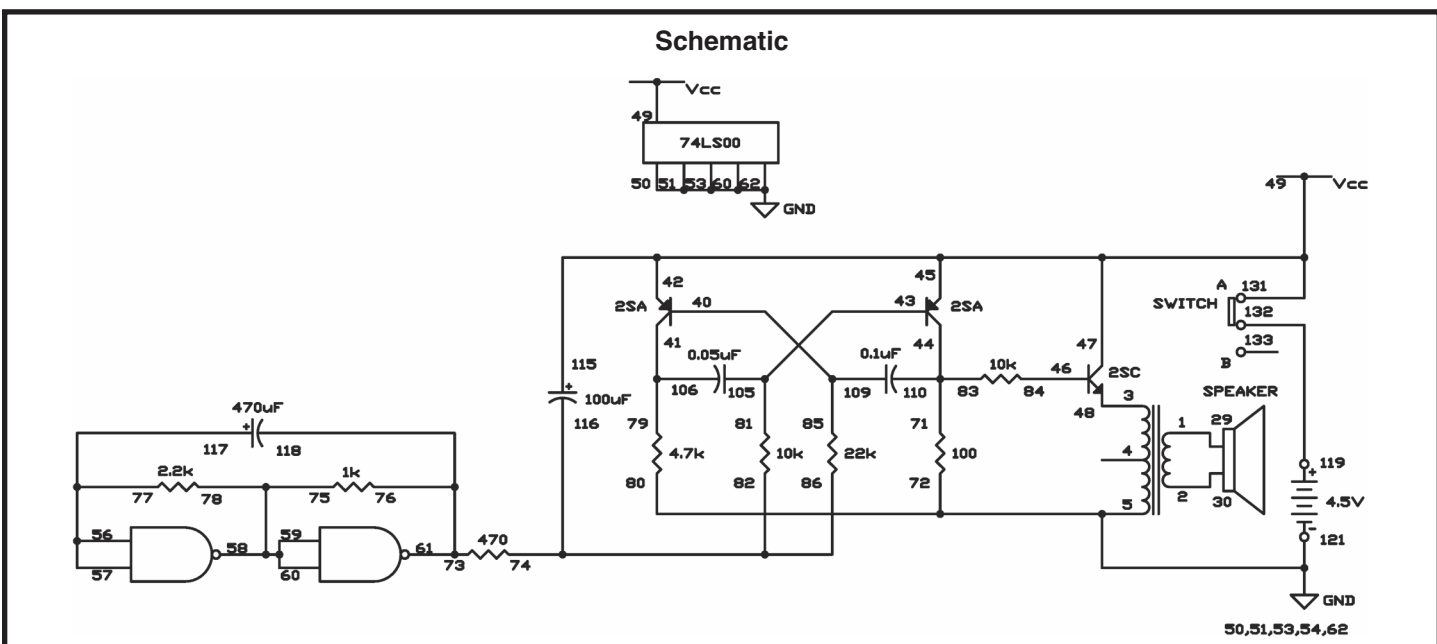 Schematic
Vcc
49
74LS00
50 51 53 60 62
GND
49 Vcc
42 45
2SA 40 43 2SA
A 131
SWITCH 132
41 44
133
B
47
0.05uF 0.1uF 10k 46 2SC
115
106 105 109 110 83 84
100uF
116
SPEAKER
48 3
470uF
117 118
79 81 85 71
1 29
4.7k 10k 22k 100
4
2.2k 1k
77 78 75 76
80 82 86 72
5 2 30
119
+
4.5V
-
121
56 58 59 61 470
57 60 73 74
GND
50,51,53,54,62